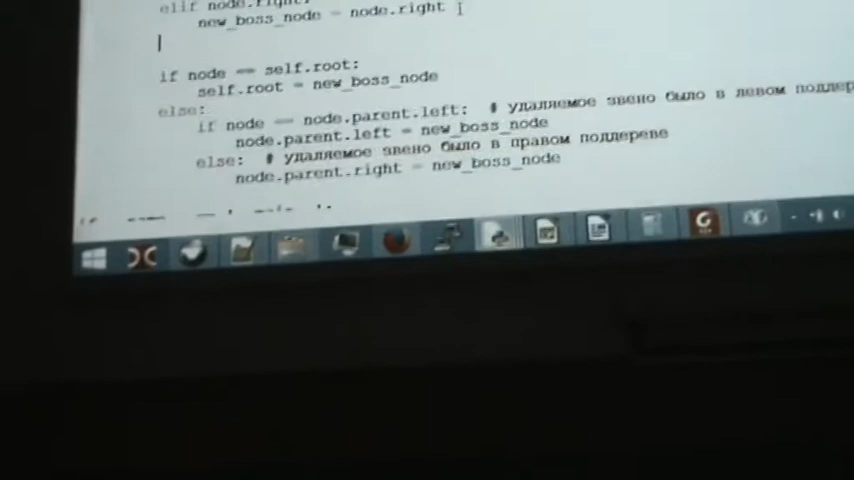 elif node.right:
new_boss_node = node.right
if node == self.root:
self.root = new_boss_node
else:
if node == node.parent.left:  # удаляемое звено было в левом
node.parent.left = new_boss_node
else:  # удаляемое звено было в правом поддереве
node.parent.right = new_boss_node